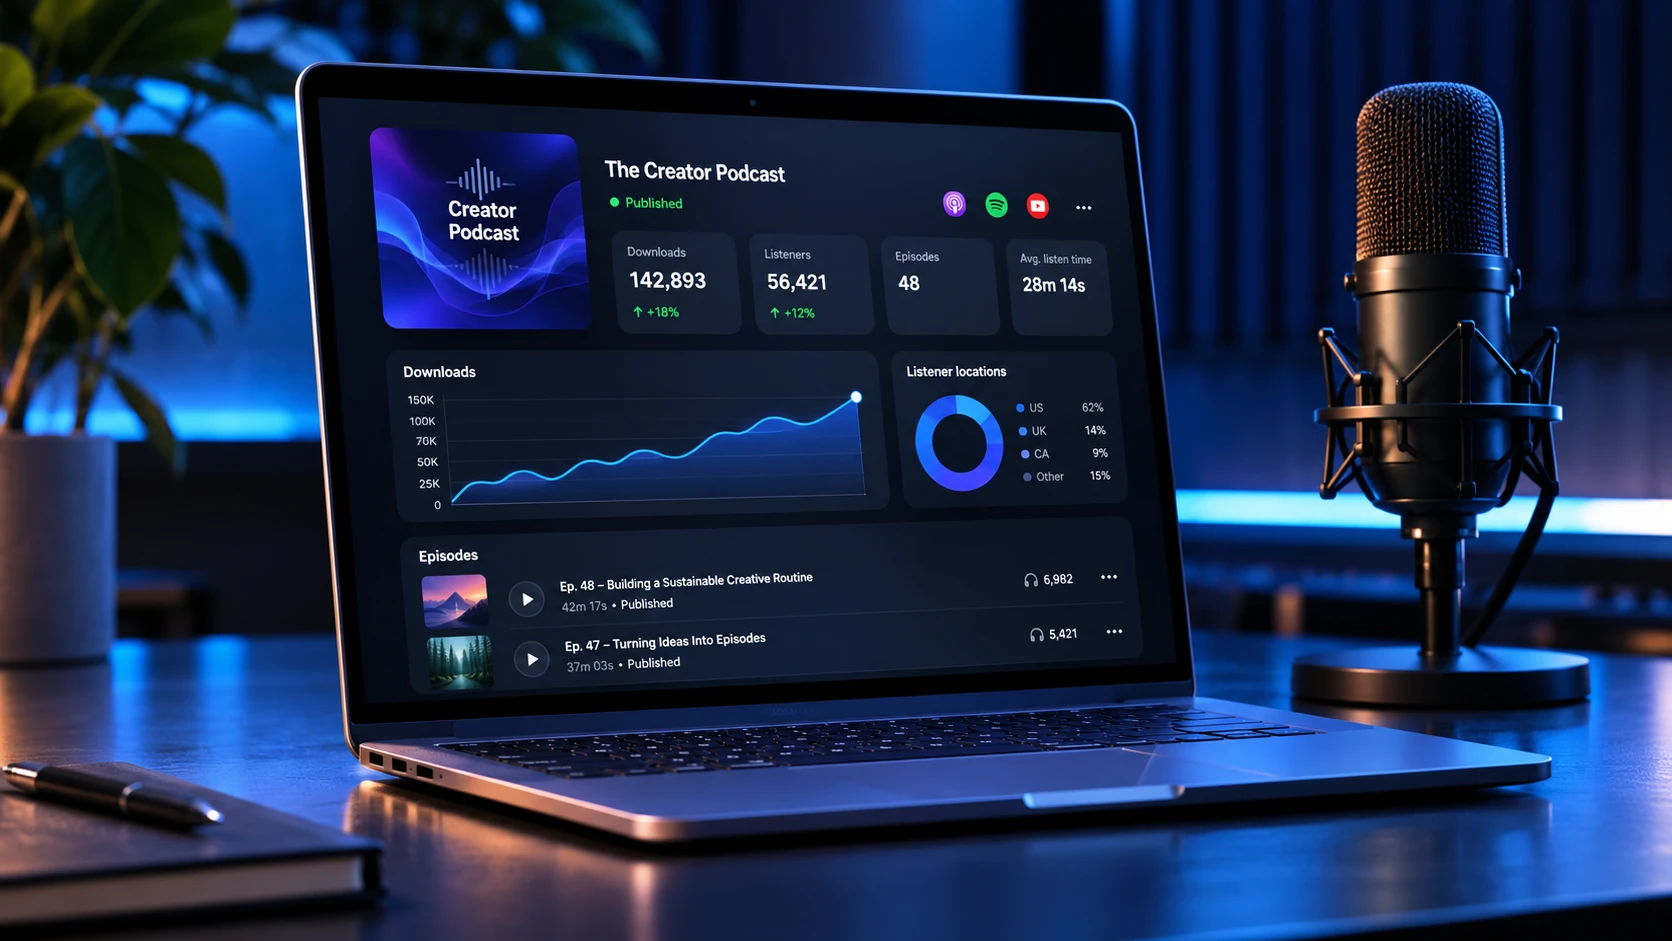 Creator
Podcast
The Creator Podcast
Published
Downloads
142,893
+18%
Listeners
56,421
+12%
Episodes
48
Avg. listen time
28m 14s
Downloads
150K
100K
70K
50K
25K
0
Listener locations
US 62%
UK 14%
CA 9%
Other 15%
Episodes
Ep. 48 – Building a Sustainable Creative Routine
42m 17s • Published
6,982
Ep. 47 – Turning Ideas Into Episodes
37m 03s • Published
5,421